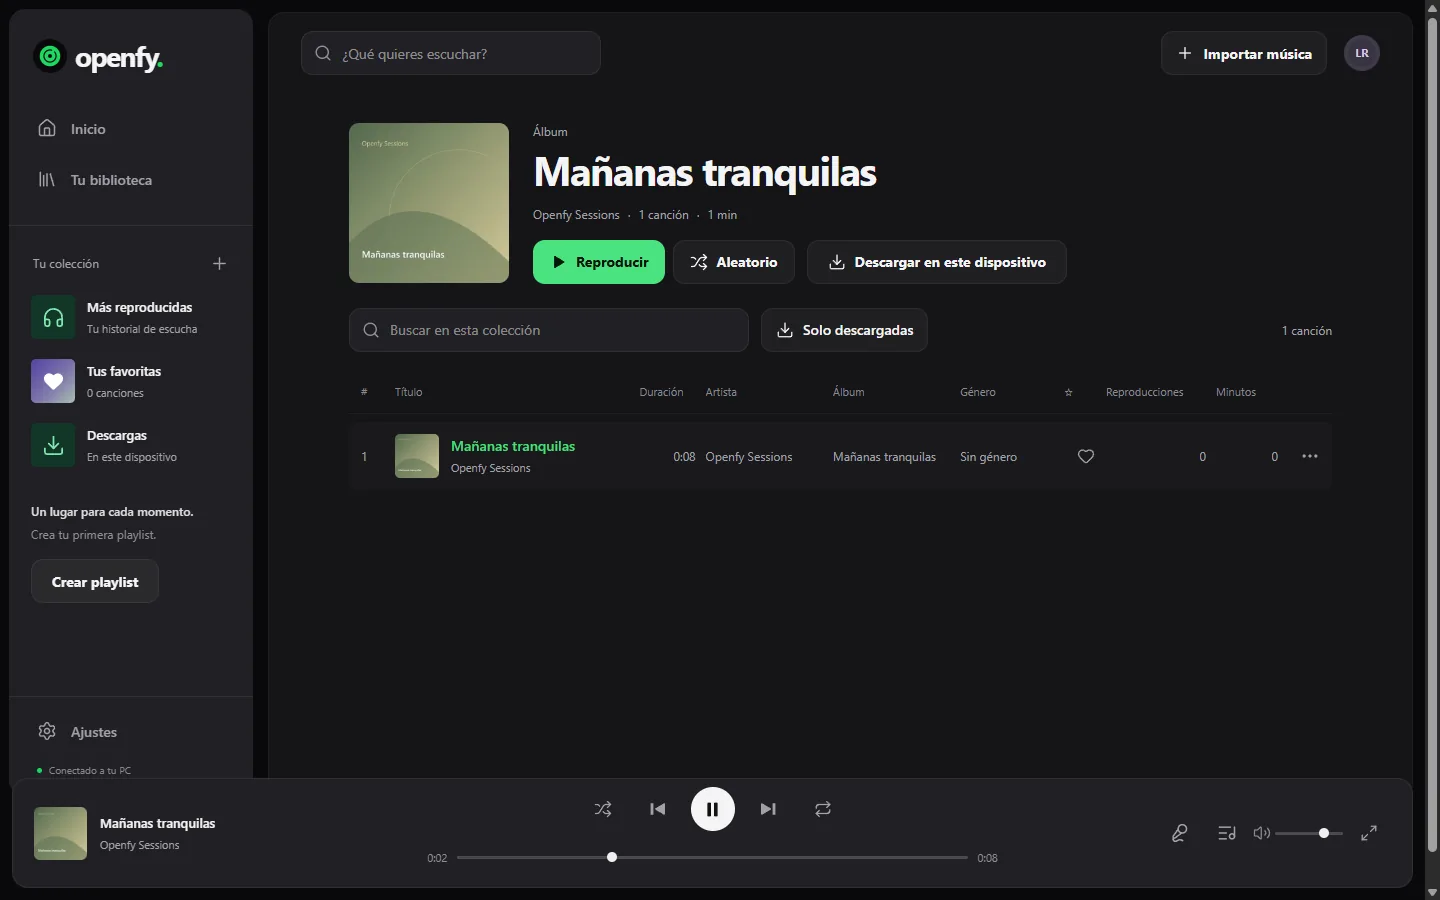 openfy.
¿Qué quieres escuchar?
Importar música
LR
Inicio
Tu biblioteca
Tu colección
Más reproducidas
Tu historial de escucha
Tus favoritas
0 canciones
Descargas
En este dispositivo
Un lugar para cada momento.
Crea tu primera playlist.
Crear playlist
Ajustes
Conectado a tu PC
Openfy Sessions
Mañanas tranquilas
Álbum
Mañanas tranquilas
Openfy Sessions · 1 canción · 1 min
Reproducir
Aleatorio
Descargar en este dispositivo
Buscar en esta colección
Solo descargadas
1 canción
# Título Duración Artista Álbum Género ☆ Reproducciones Minutos
1 Mañanas tranquilas 0:08 Openfy Sessions Mañanas tranquilas Sin género 0 0
Openfy Sessions
Mañanas tranquilas
Openfy Sessions
0:02
0:08